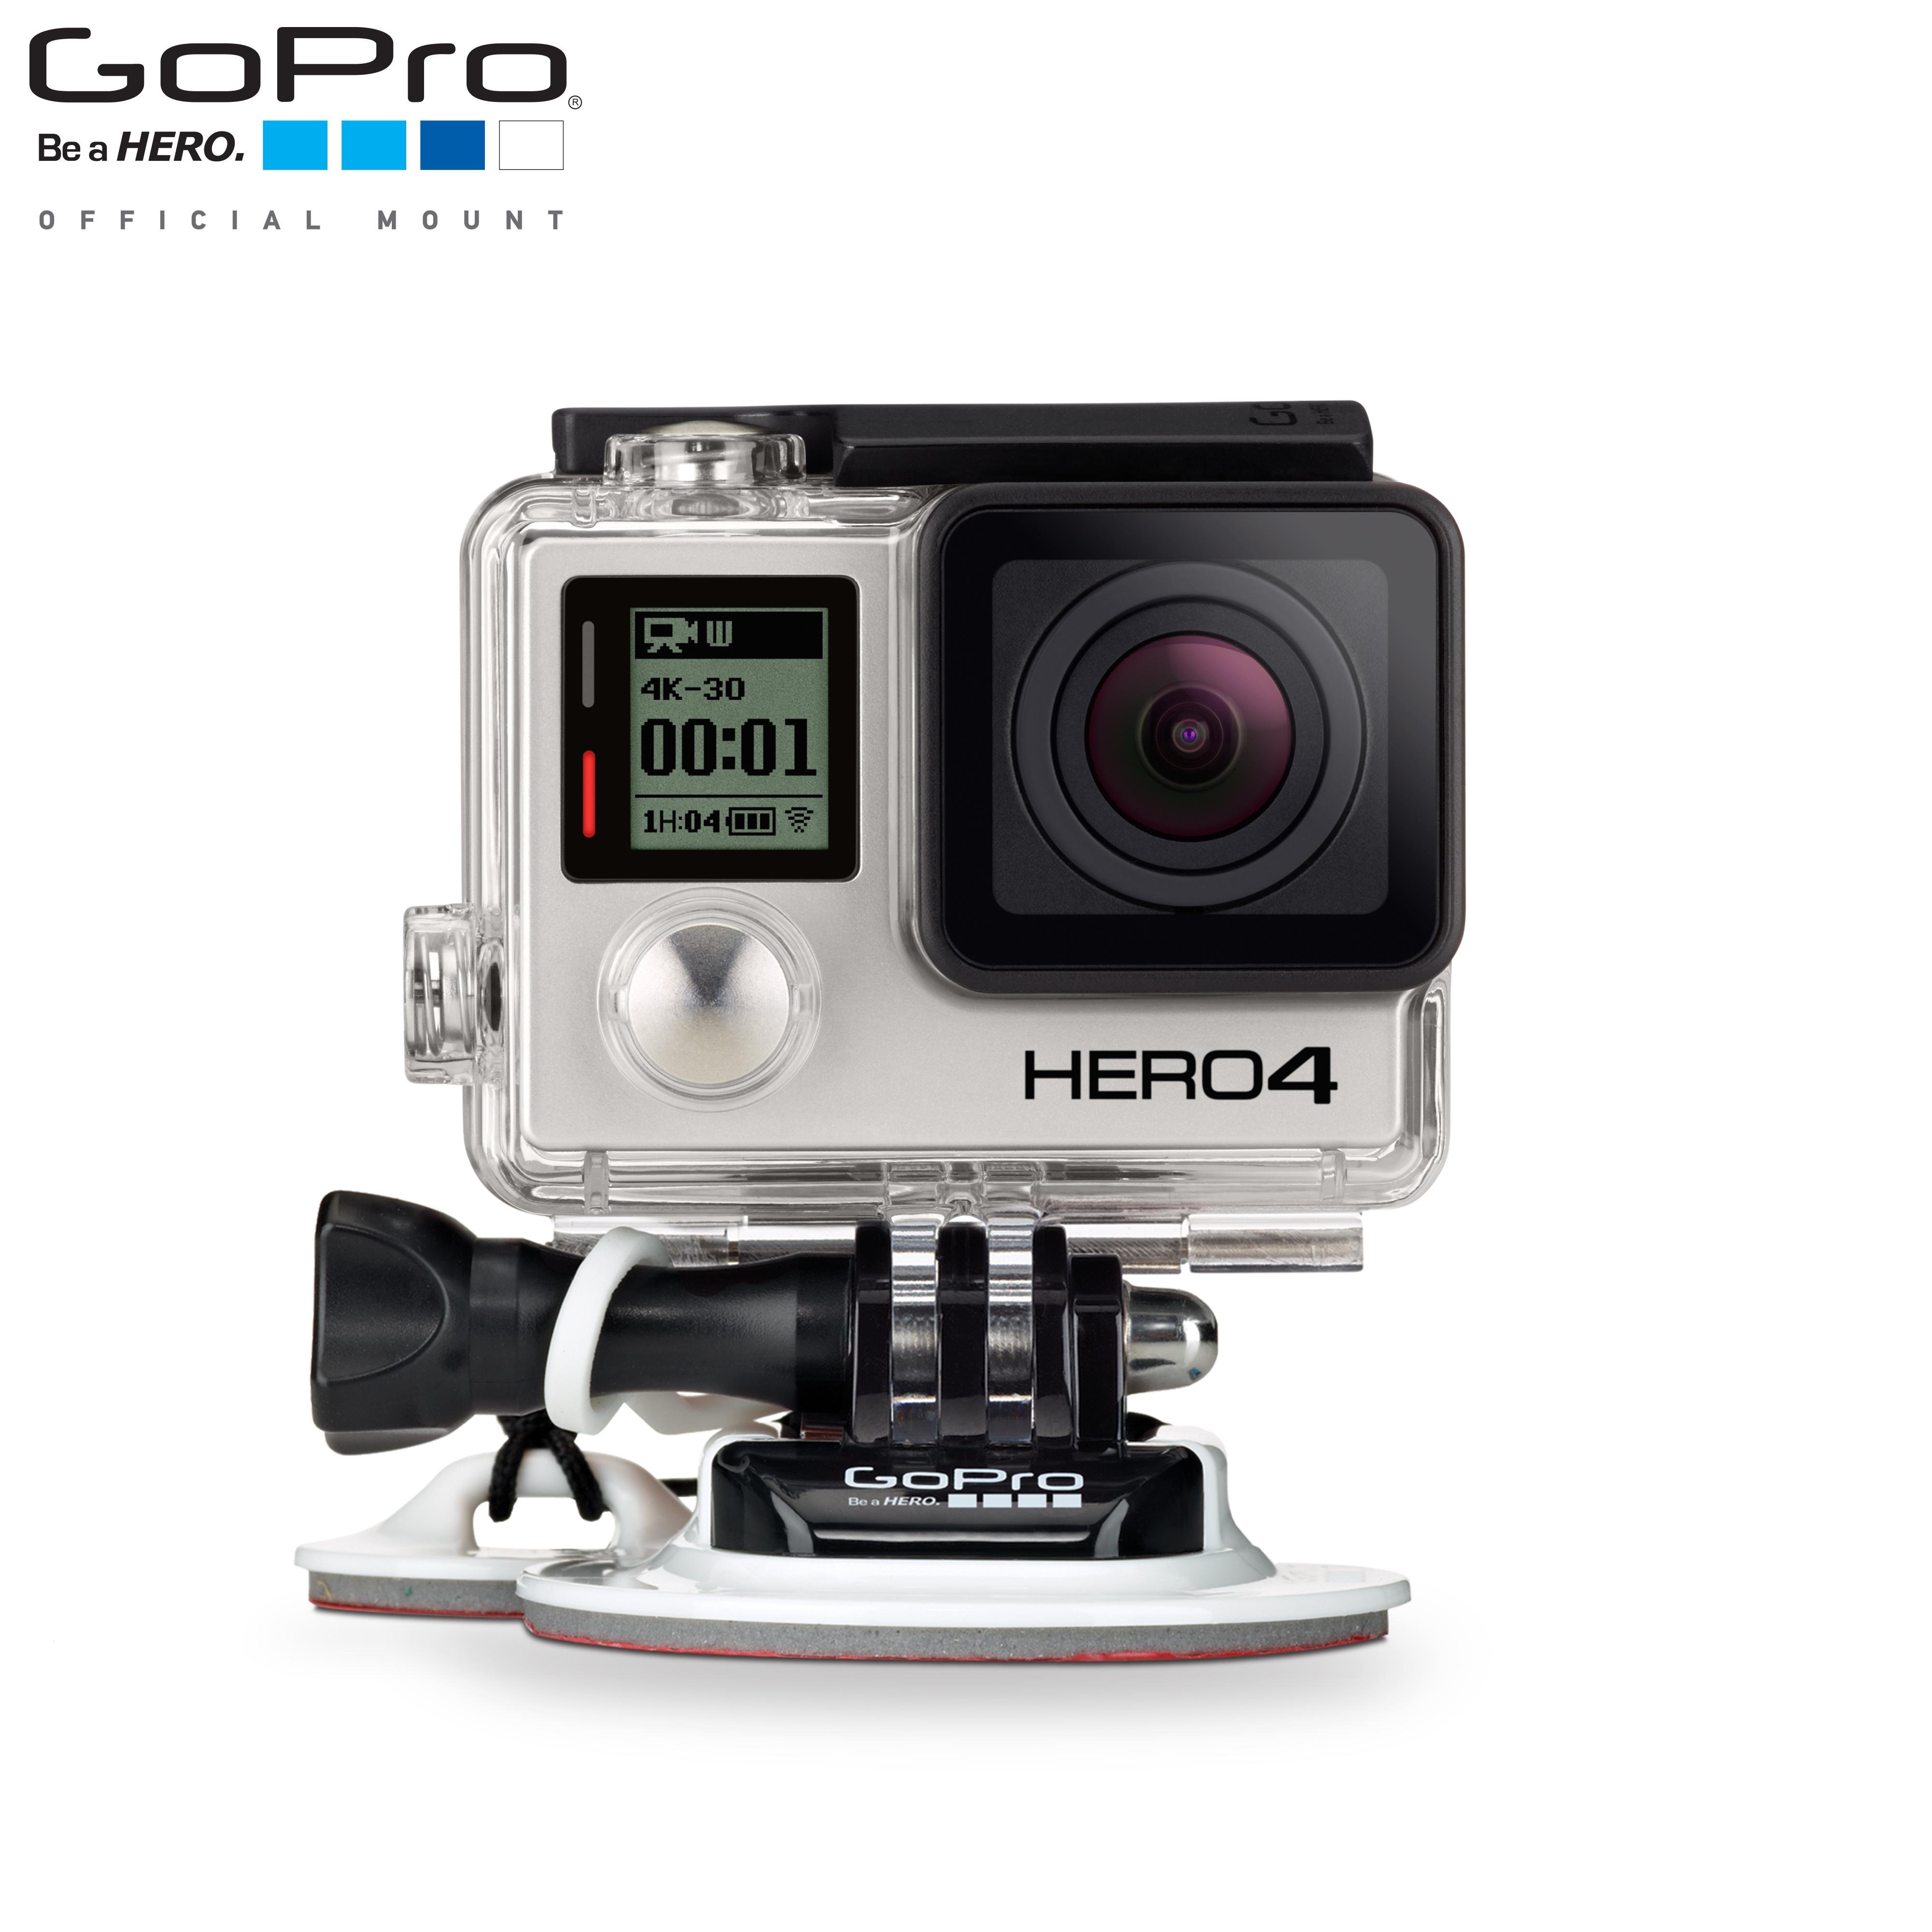 GoPro®
Be a HERO.
OFFICIAL MOUNT
W
4K-30
00:01
1H:04
HERO4
GoPro
Be a HERO.